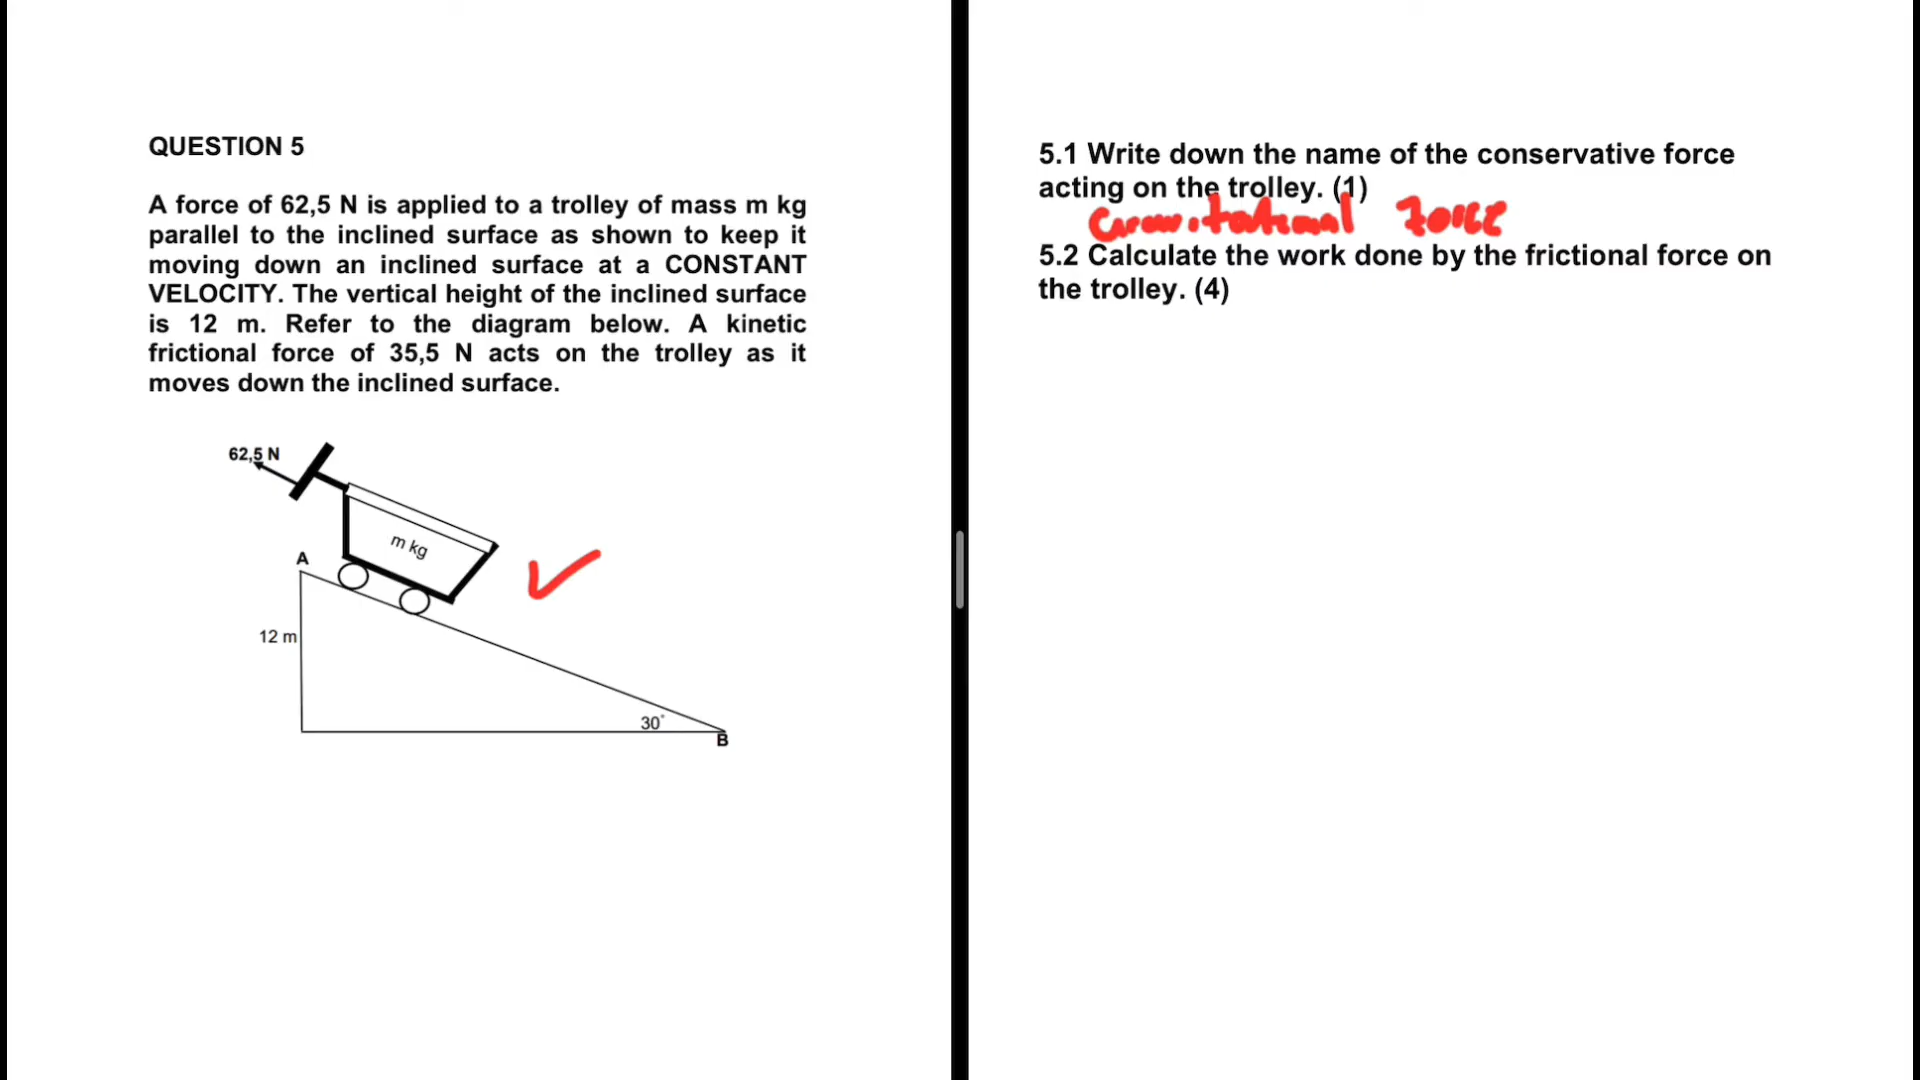 QUESTION 5
A force of 62,5 N is applied to a trolley of mass m kg
parallel to the inclined surface as shown to keep it
moving down an inclined surface at a CONSTANT
VELOCITY. The vertical height of the inclined surface
is 12 m. Refer to the diagram below. A kinetic
frictional force of 35,5 N acts on the trolley as it
moves down the inclined surface.
62,5 N
m kg
A
12 m
30°
B
5.1 Write down the name of the conservative force
acting on the trolley. (1)
Gravitational Force
5.2 Calculate the work done by the frictional force on
the trolley. (4)